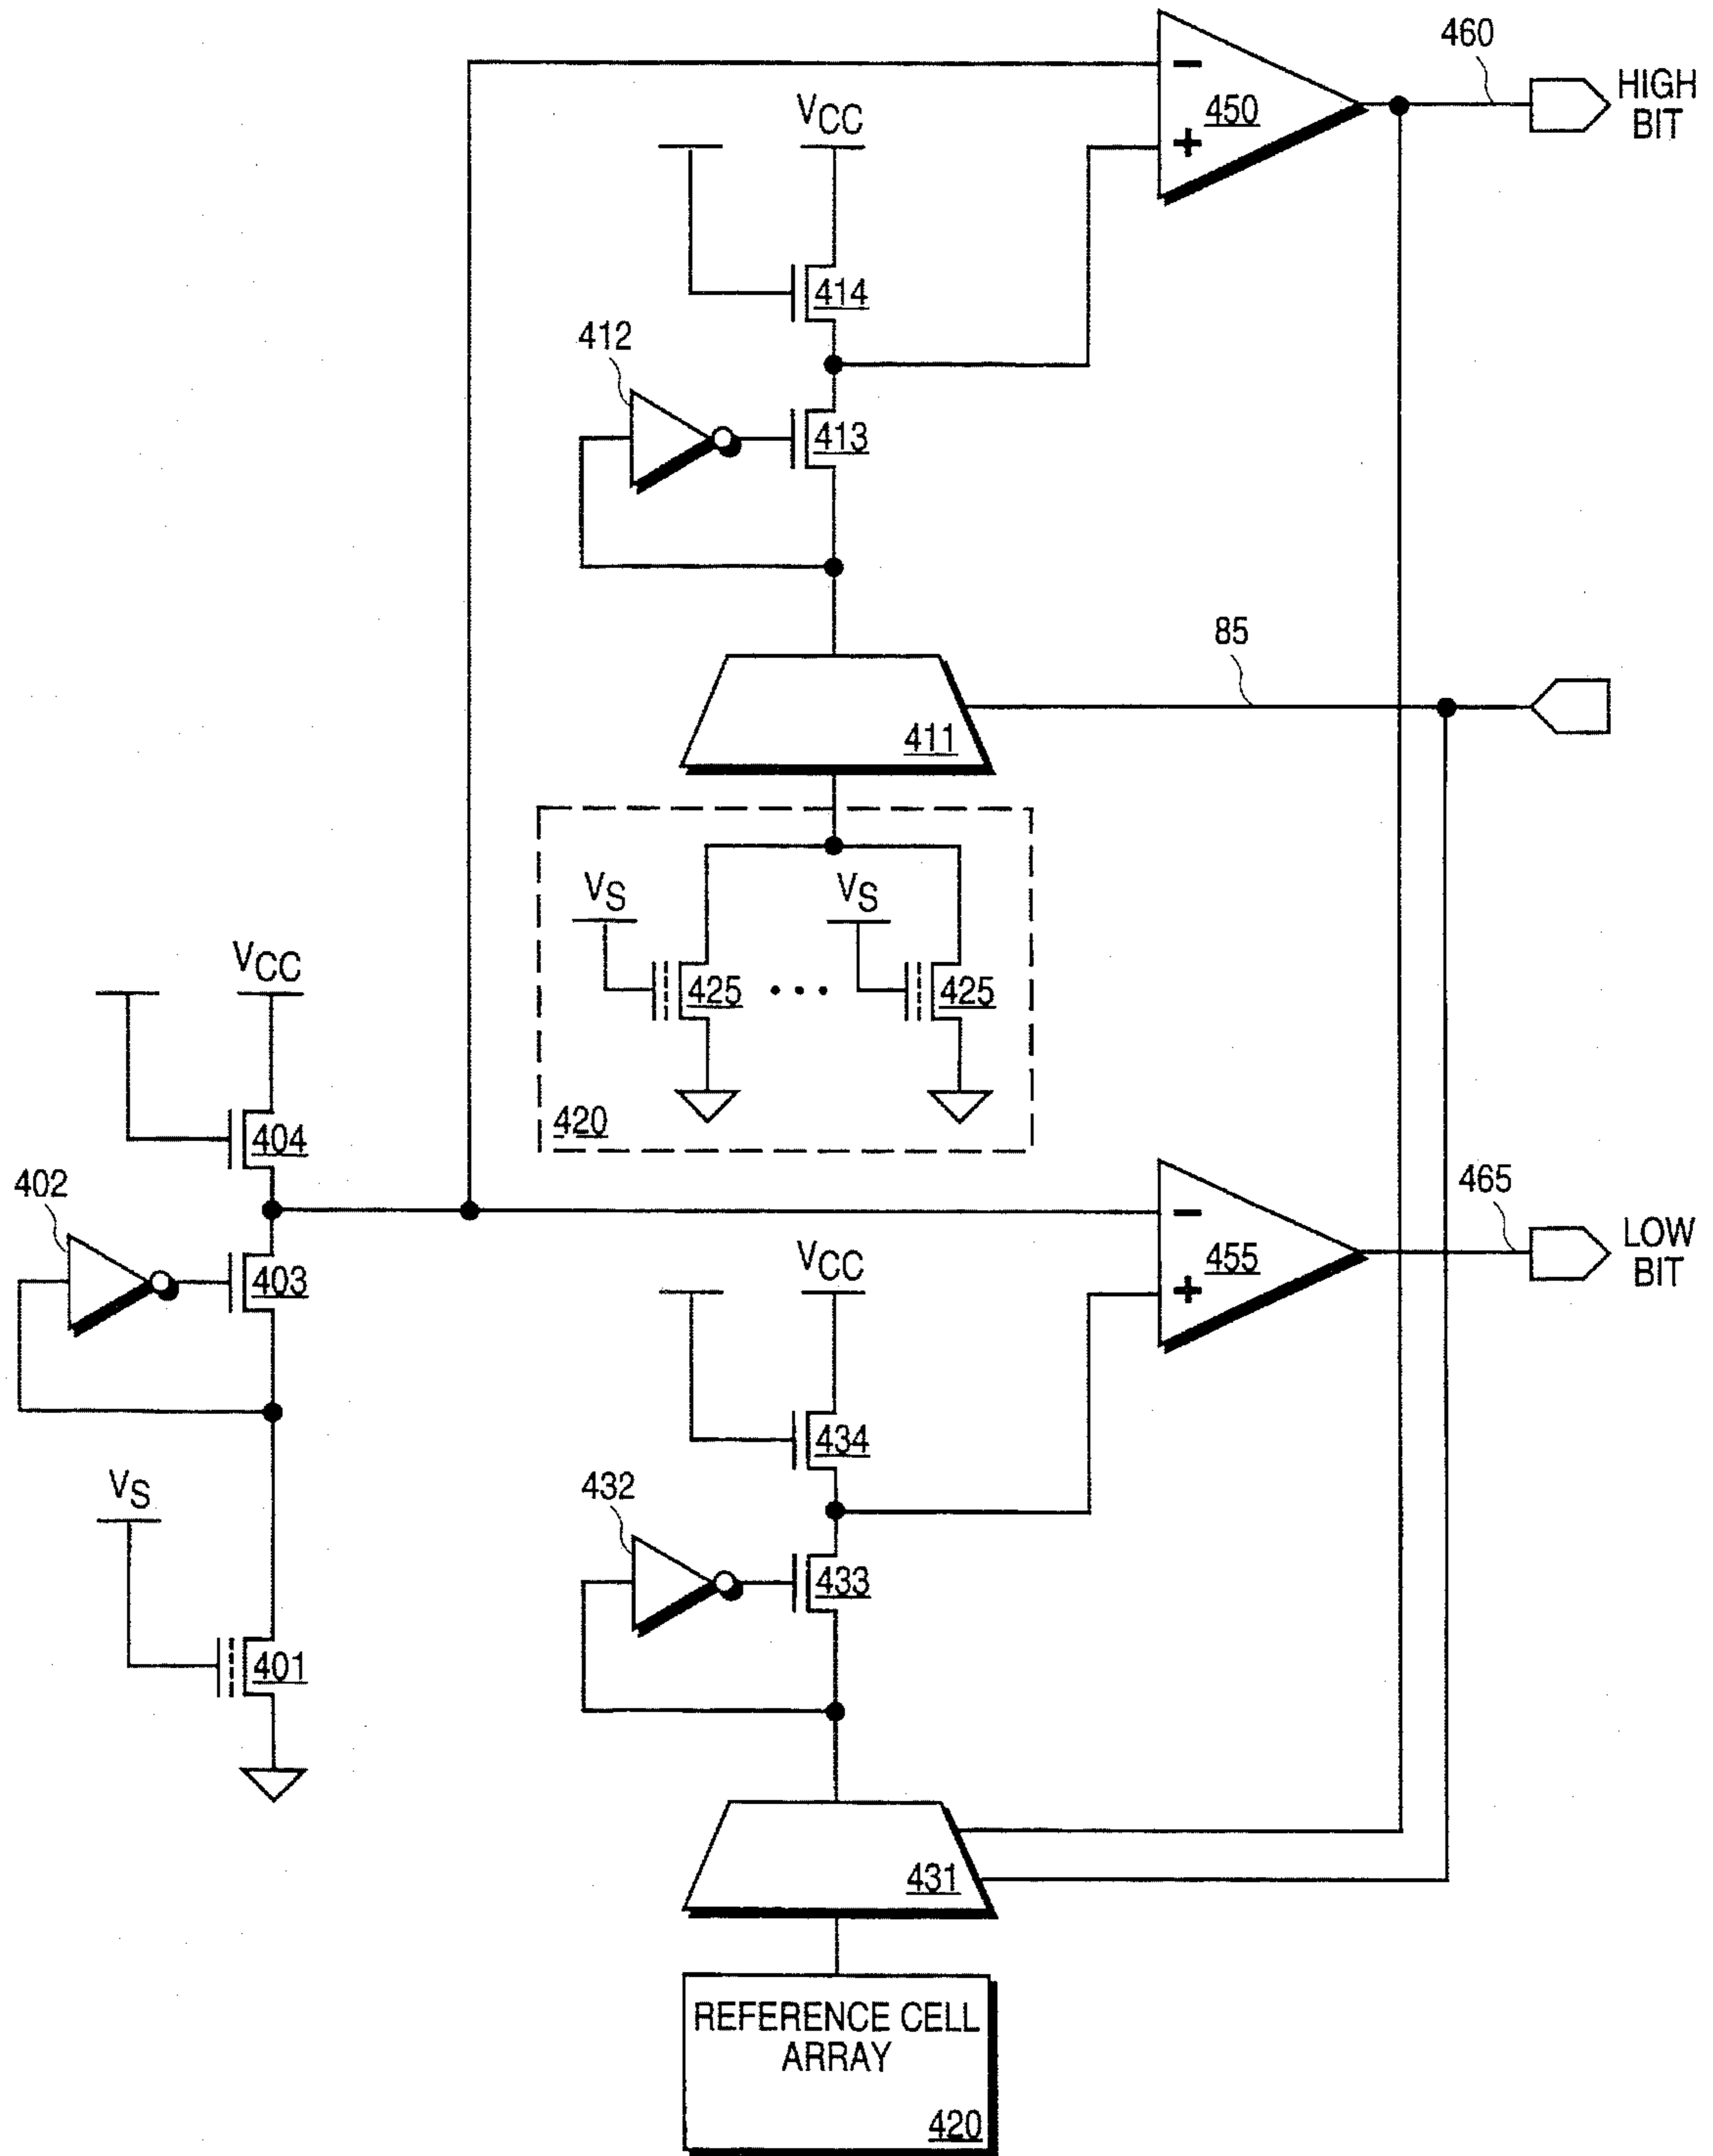 460
HIGH
BIT
−
450
+
VCC
414
412
413
85
411
VS
VS
425
• • •
425
420
VCC
404
402
403
−
455
+
465
LOW
BIT
VCC
434
432
433
VS
401
431
REFERENCE CELL
ARRAY
420